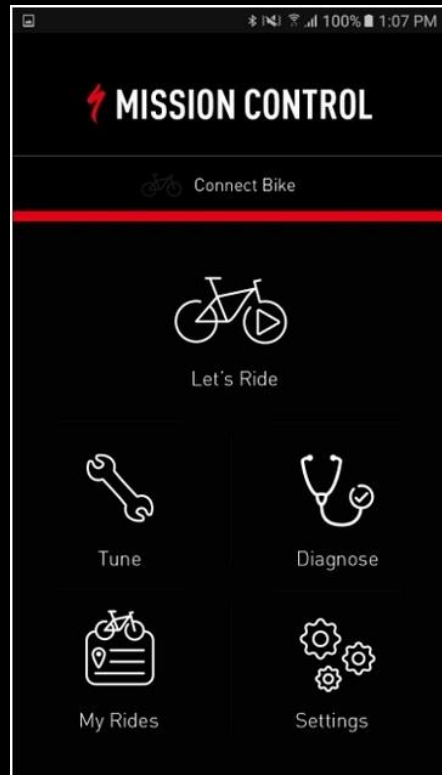 100% 1:07 PM
MISSION CONTROL
Connect Bike
Let's Ride
Tune
Diagnose
My Rides
Settings